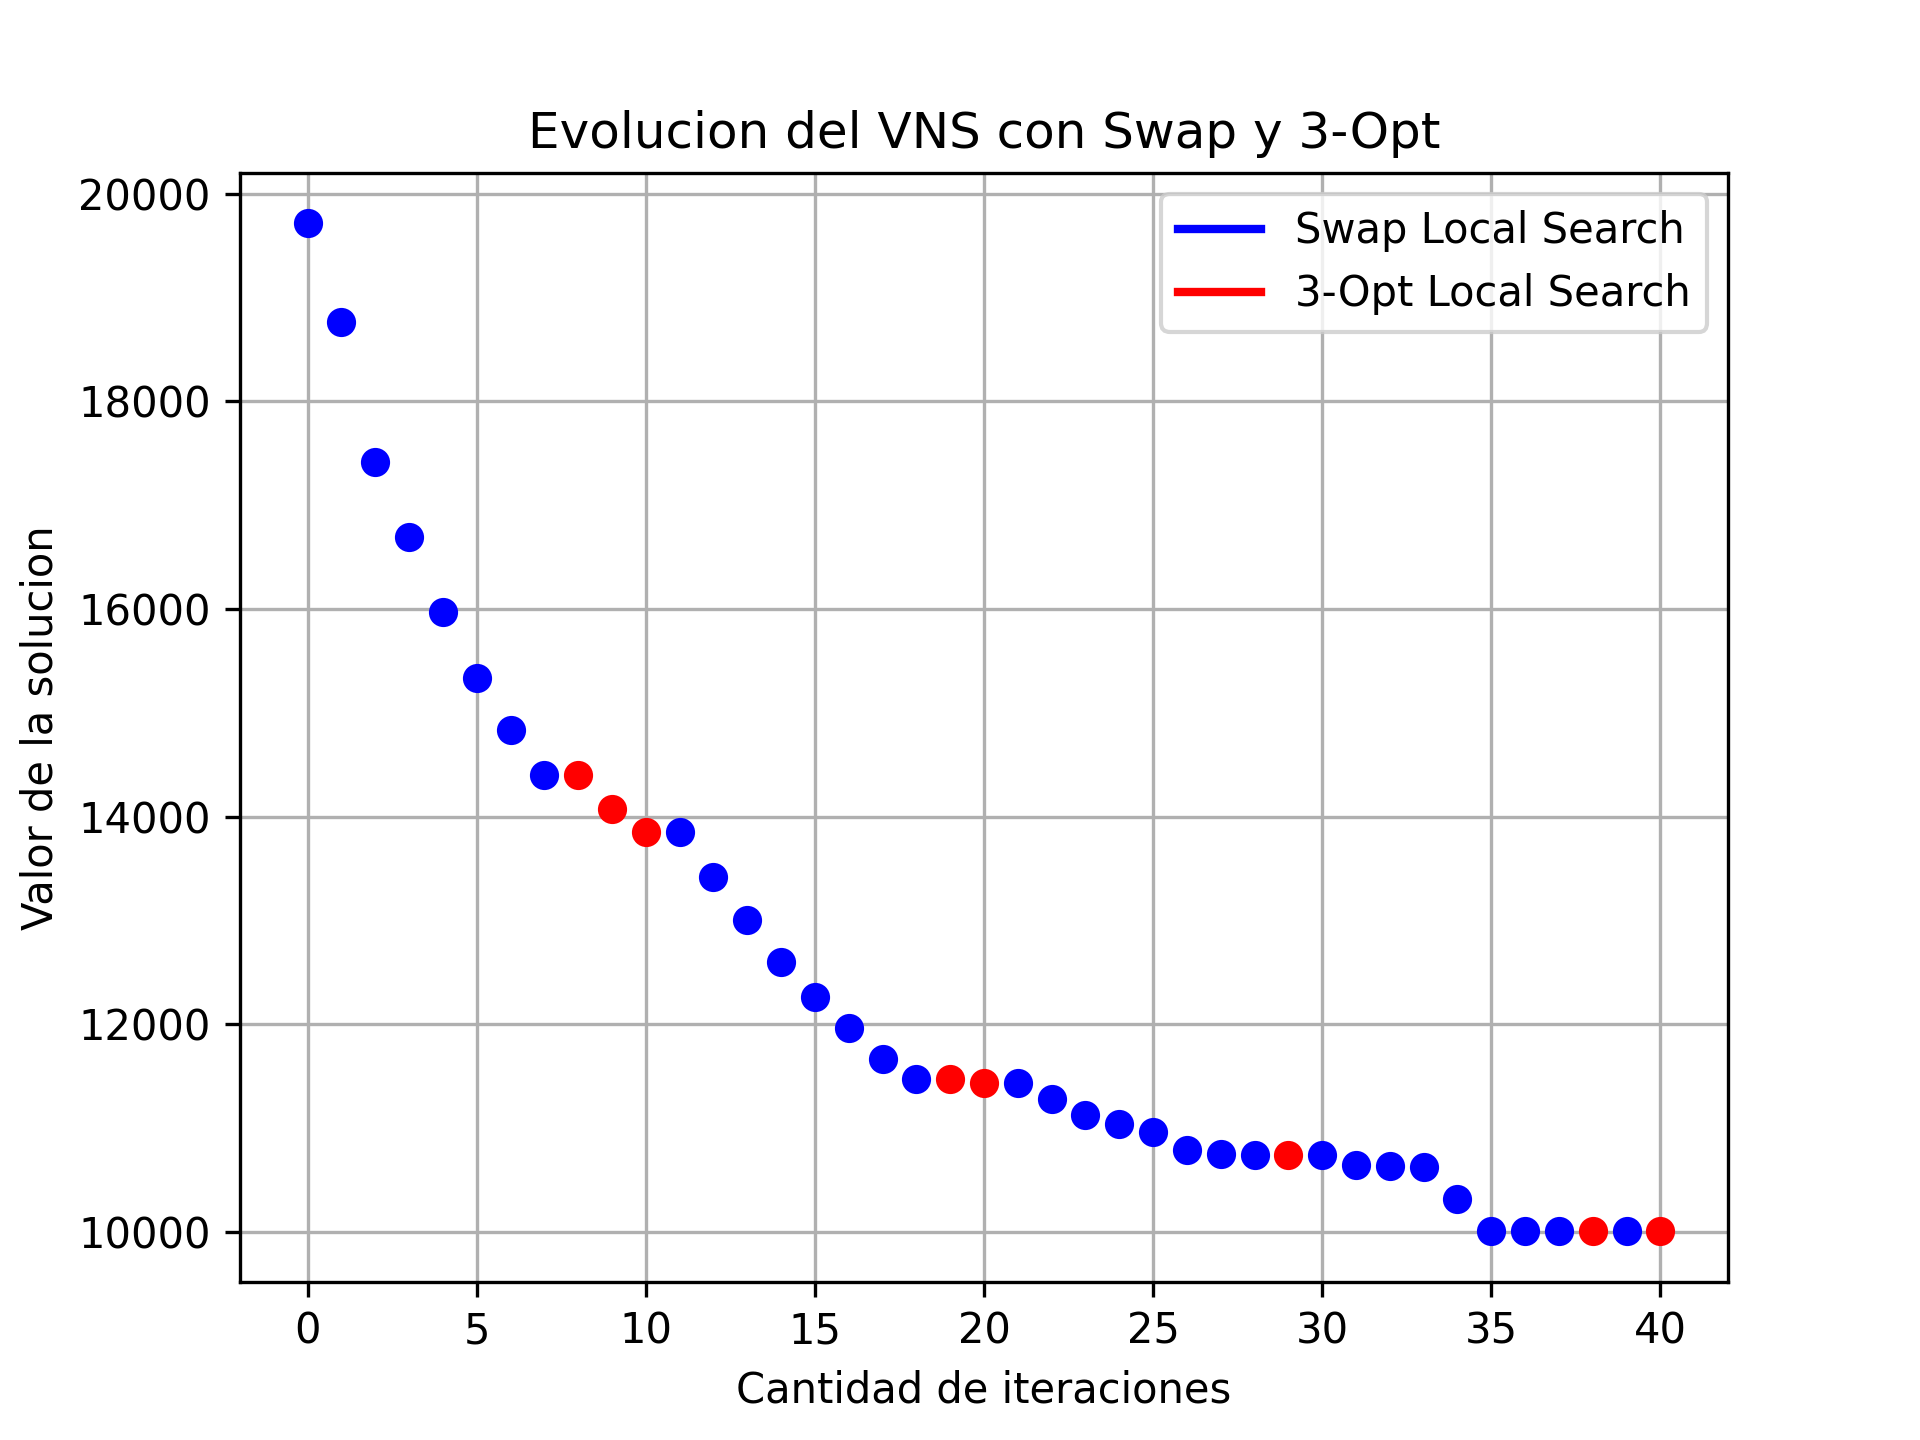 Evolucion del VNS con Swap y 3-Opt
Swap Local Search
3-Opt Local Search
Valor de la solucion
20000
18000
16000
14000
12000
10000
0 5 10 15 20 25 30 35 40
Cantidad de iteraciones